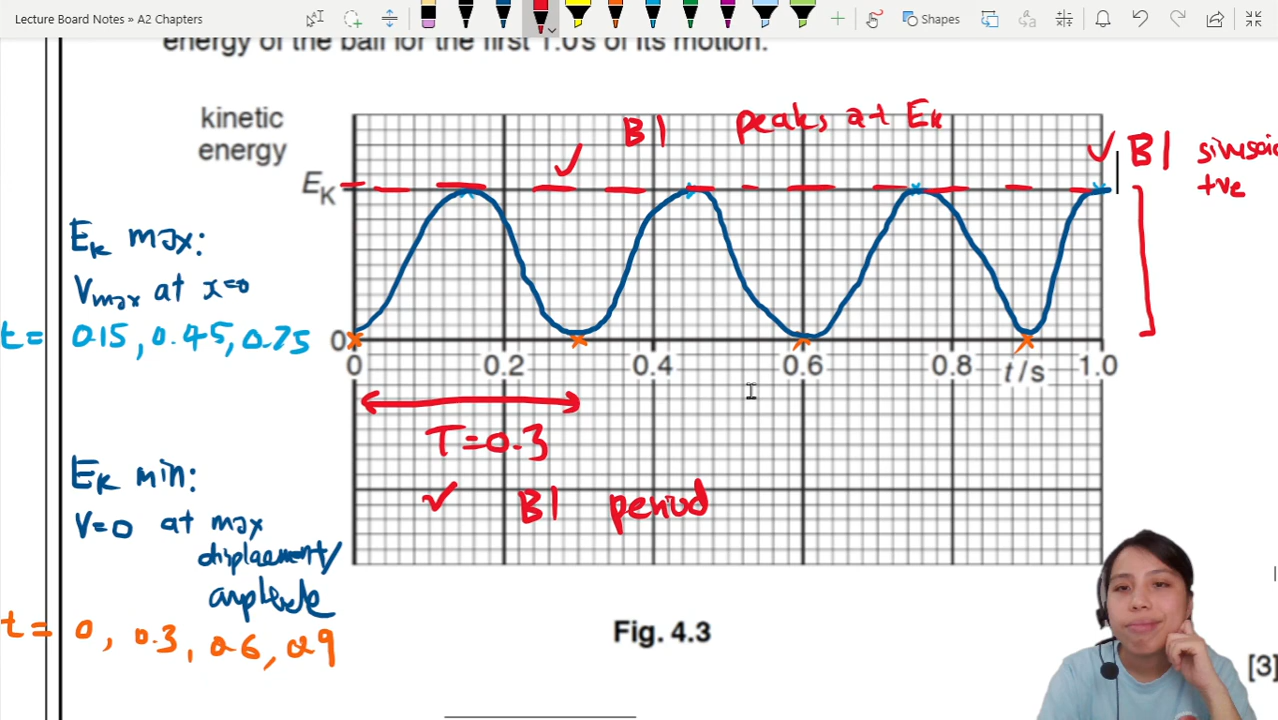 Lecture Board Notes » A2 Chapters
Shapes
energy of the ball for the first 1.0 s of its motion.
kinetic
energy
B1 peaks at EK
B1 sinusoi
+ve
EK
EK max:
Vmax at x=0
t = 0.15, 0.45, 0.75
0
0 0.2 0.4 0.6 0.8 t/s 1.0
T=0.3
B1 period
EK min:
V=0 at max
displacement/
amplitude
t = 0, 0.3, 0.6, 0.9
Fig. 4.3
[3]